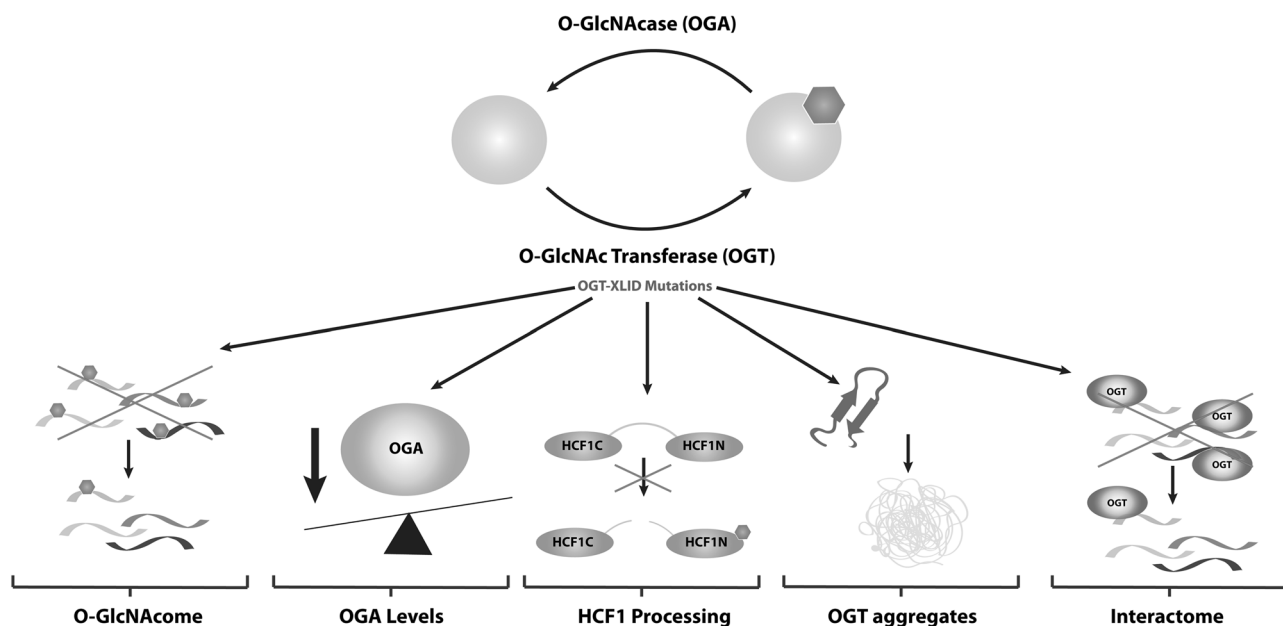 O-GlcNAcase (OGA)
O-GlcNAc Transferase (OGT)
OGT-XLID Mutations
OGT
OGT
OGT
OGT
OGA
HCF1C
HCF1N
HCF1C
HCF1N
O-GlcNAcome
OGA Levels
HCF1 Processing
OGT aggregates
Interactome